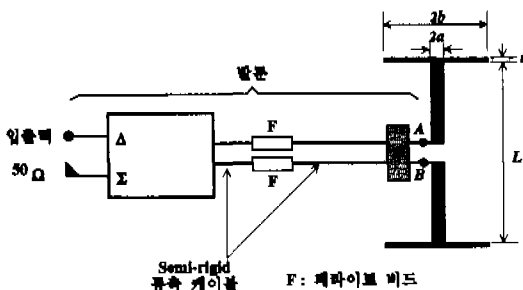 2b
2a
t
발룬
입출력
50 Ω
Δ
Σ
F
F
A
B
L
Semi-rigid
동축 케이블
F : 페라이트 비드